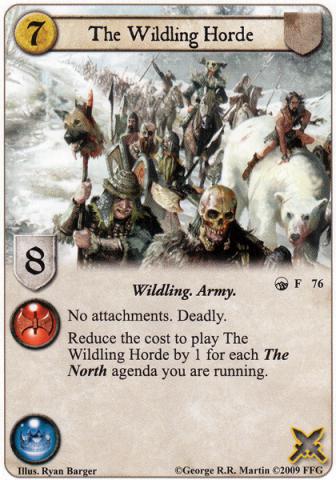 7
The Wildling Horde
8
Wildling. Army.
F 76
No attachments. Deadly.
Reduce the cost to play The
Wildling Horde by 1 for each The
North agenda you are running.
Illus. Ryan Barger
©George R.R. Martin ©2009 FFG